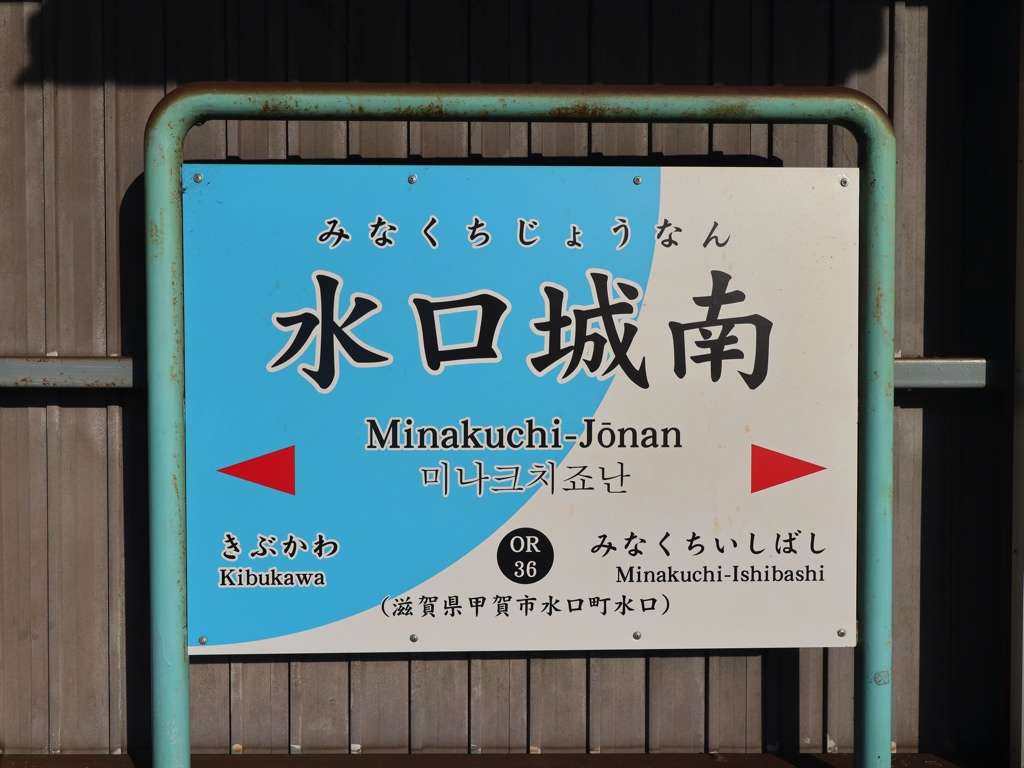 みなくちじょうなん
水口城南
Minakuchi-Jōnan
미나크치죠난
きぶかわ
Kibukawa
OR
36
みなくちいしばし
Minakuchi-Ishibashi
(滋賀県甲賀市水口町水口)